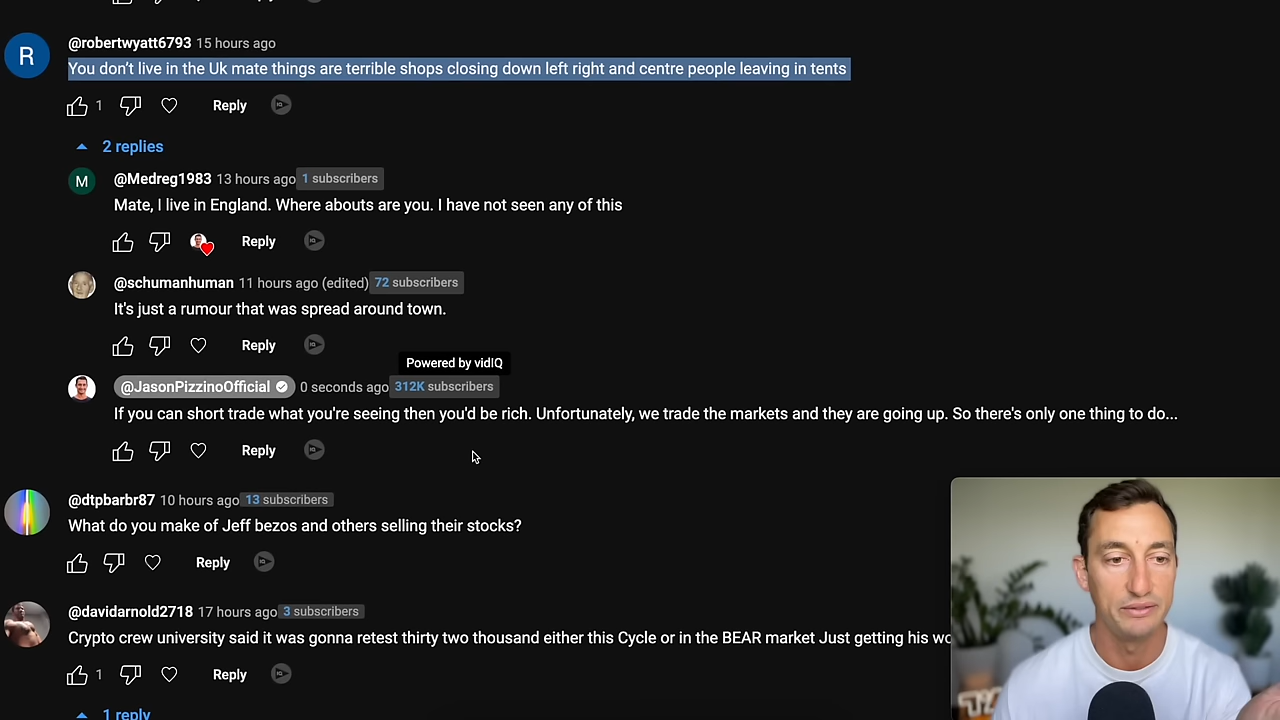 @robertwyatt6793 15 hours ago
R
You don't live in the Uk mate things are terrible shops closing down left right and centre people leaving in tents
1 Reply
2 replies
@Medreg1983 13 hours ago 1 subscribers
M
Mate, I live in England. Where abouts are you. I have not seen any of this
Reply
@schumanhuman 11 hours ago (edited) 72 subscribers
It's just a rumour that was spread around town.
Reply
Powered by vidIQ
@JasonPizzinoOfficial 0 seconds ago 312K subscribers
If you can short trade what you're seeing then you'd be rich. Unfortunately, we trade the markets and they are going up. So there's only one thing to do...
Reply
@dtpbarbr87 10 hours ago 13 subscribers
What do you make of Jeff bezos and others selling their stocks?
Reply
@davidarnold2718 17 hours ago 3 subscribers
Crypto crew university said it was gonna retest thirty two thousand either this Cycle or in the BEAR market Just getting his
1 Reply
1 reply